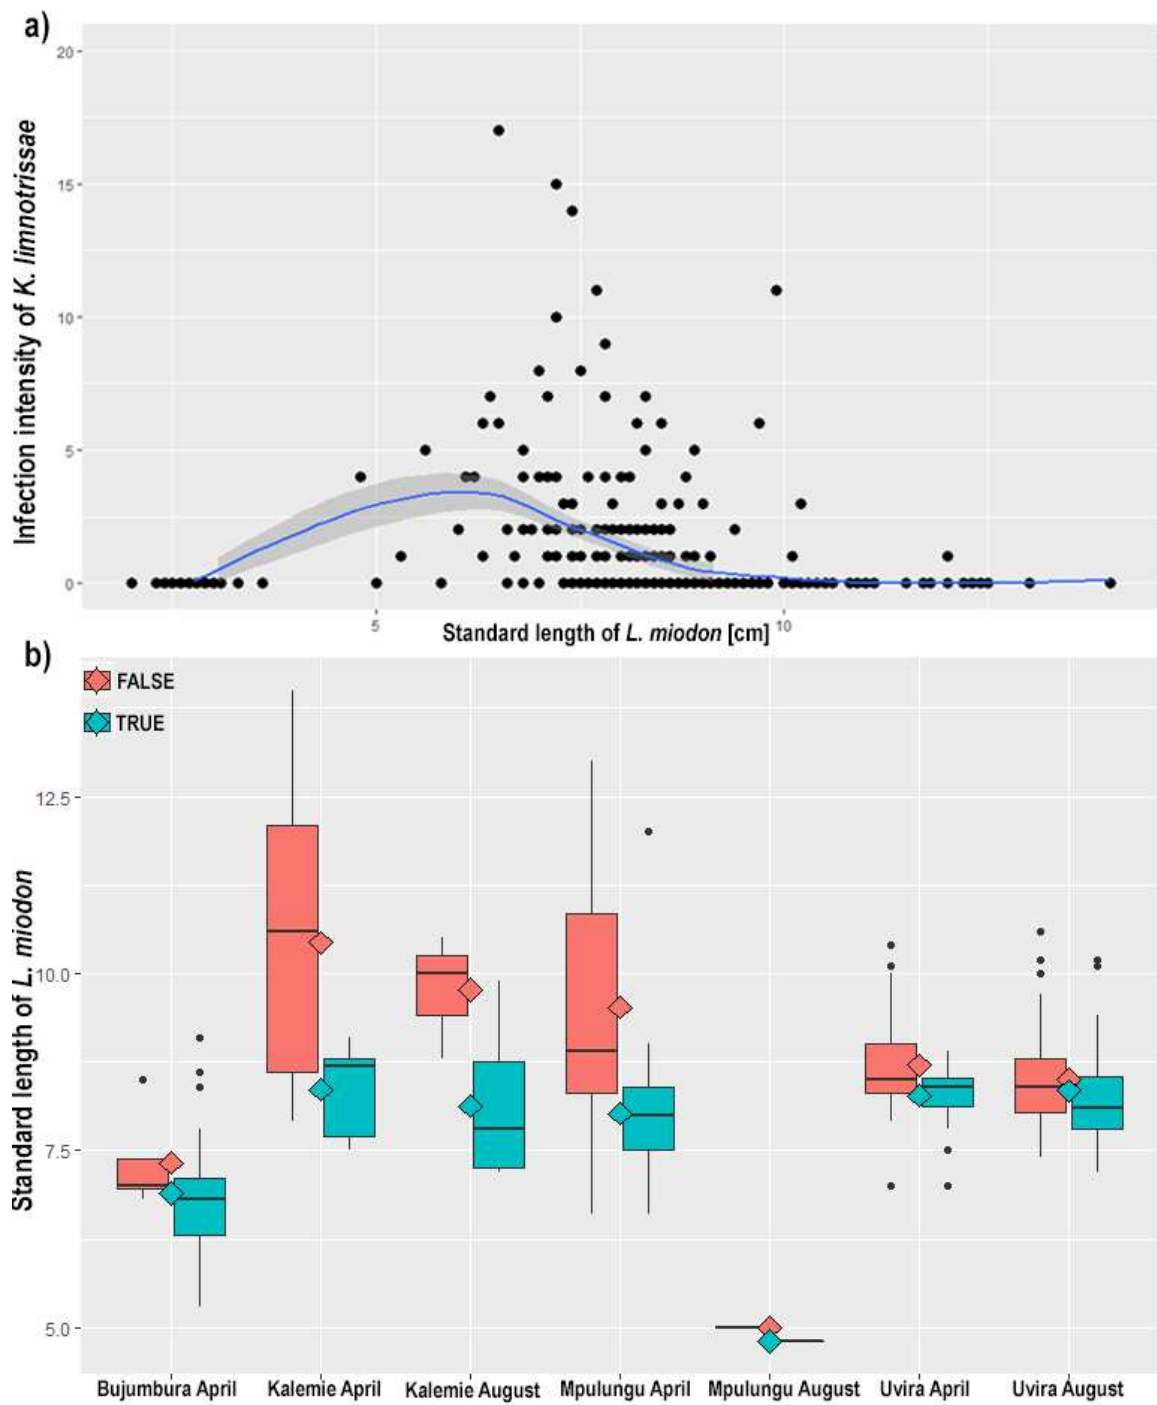 a)
Infection intensity of K. limnotrissae
20
15
10
5
0
5
10
Standard length of L. miodon [cm]
b)
FALSE
TRUE
Standard length of L. miodon
12.5
10.0
7.5
5.0
Bujumbura April
Kalemie April
Kalemie August
Mpulungu April
Mpulungu August
Uvira April
Uvira August